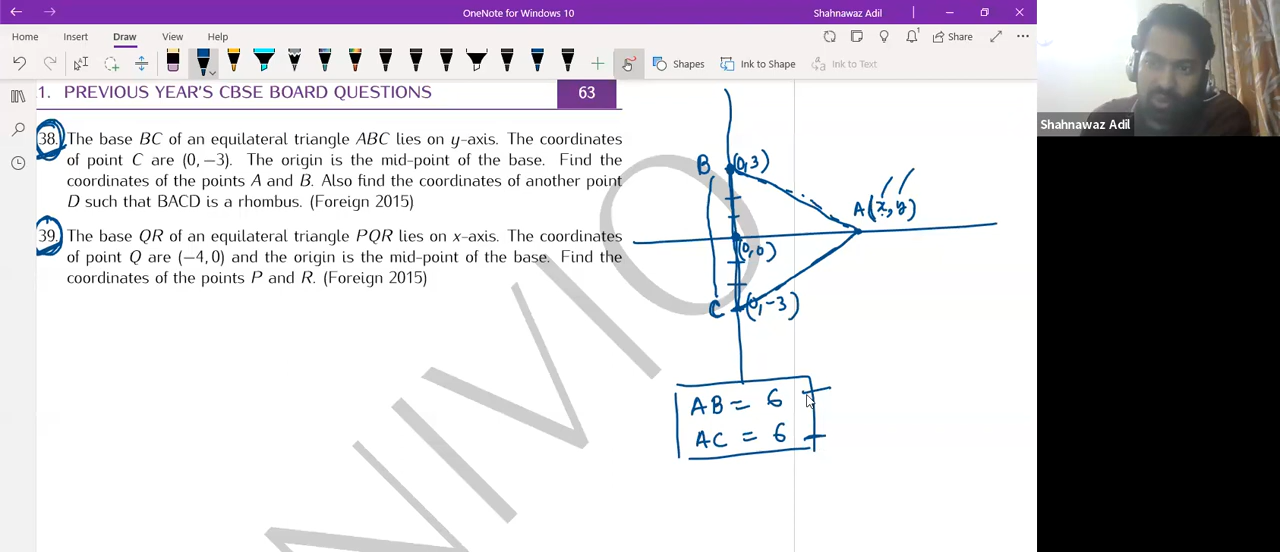 OneNote for Windows 10
Shahnawaz Adil
Home Insert Draw View Help
Share
Shapes Ink to Shape Ink to Text
1. PREVIOUS YEAR'S CBSE BOARD QUESTIONS 63
38. The base BC of an equilateral triangle ABC lies on y-axis. The coordinates
of point C are (0, −3). The origin is the mid-point of the base. Find the
coordinates of the points A and B. Also find the coordinates of another point
D such that BACD is a rhombus. (Foreign 2015)
39. The base QR of an equilateral triangle PQR lies on x-axis. The coordinates
of point Q are (−4, 0) and the origin is the mid-point of the base. Find the
coordinates of the points P and R. (Foreign 2015)
B (0,3)
A(x,y)
(0,0)
C (0,-3)
AB = 6
AC = 6
Shahnawaz Adil